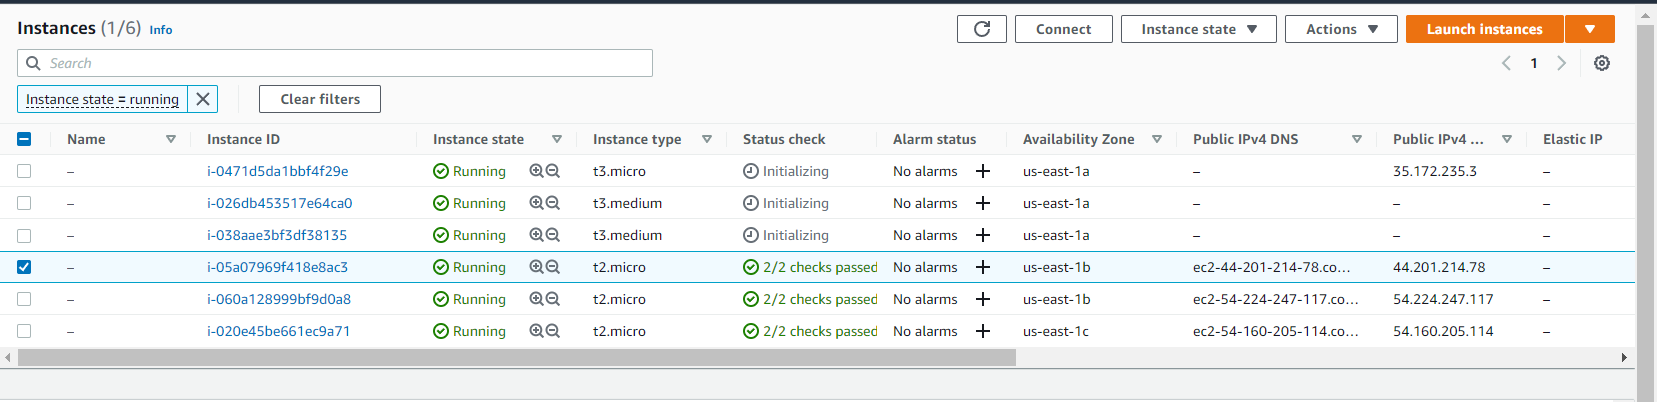 Instances (1/6) Info Connect Instance state Actions Launch instances
Search 1
Instance state = running Clear filters
Name Instance ID Instance state Instance type Status check Alarm status Availability Zone Public IPv4 DNS Public IPv4 ... Elastic IP
– i-0471d5da1bbf4f29e Running t3.micro Initializing No alarms + us-east-1a – 35.172.235.3 –
– i-026db453517e64ca0 Running t3.medium Initializing No alarms + us-east-1a – – –
– i-038aae3bf3df38135 Running t3.medium Initializing No alarms + us-east-1a – – –
– i-05a07969f418e8ac3 Running t2.micro 2/2 checks passed No alarms + us-east-1b ec2-44-201-214-78.co... 44.201.214.78 –
– i-060a128999bf9d0a8 Running t2.micro 2/2 checks passed No alarms + us-east-1b ec2-54-224-247-117.co... 54.224.247.117 –
– i-020e45be661ec9a71 Running t2.micro 2/2 checks passed No alarms + us-east-1c ec2-54-160-205-114.co... 54.160.205.114 –